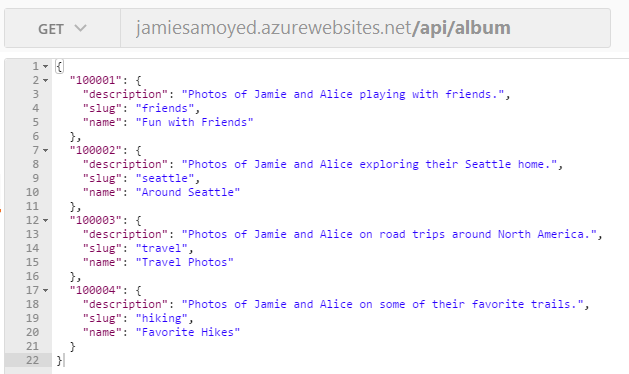 GET jamiesamoyed.azurewebsites.net/api/album
1 {
2 "100001": {
3 "description": "Photos of Jamie and Alice playing with friends.",
4 "slug": "friends",
5 "name": "Fun with Friends"
6 },
7 "100002": {
8 "description": "Photos of Jamie and Alice exploring their Seattle home.",
9 "slug": "seattle",
10 "name": "Around Seattle"
11 },
12 "100003": {
13 "description": "Photos of Jamie and Alice on road trips around North America.",
14 "slug": "travel",
15 "name": "Travel Photos"
16 },
17 "100004": {
18 "description": "Photos of Jamie and Alice on some of their favorite trails.",
19 "slug": "hiking",
20 "name": "Favorite Hikes"
21 }
22 }